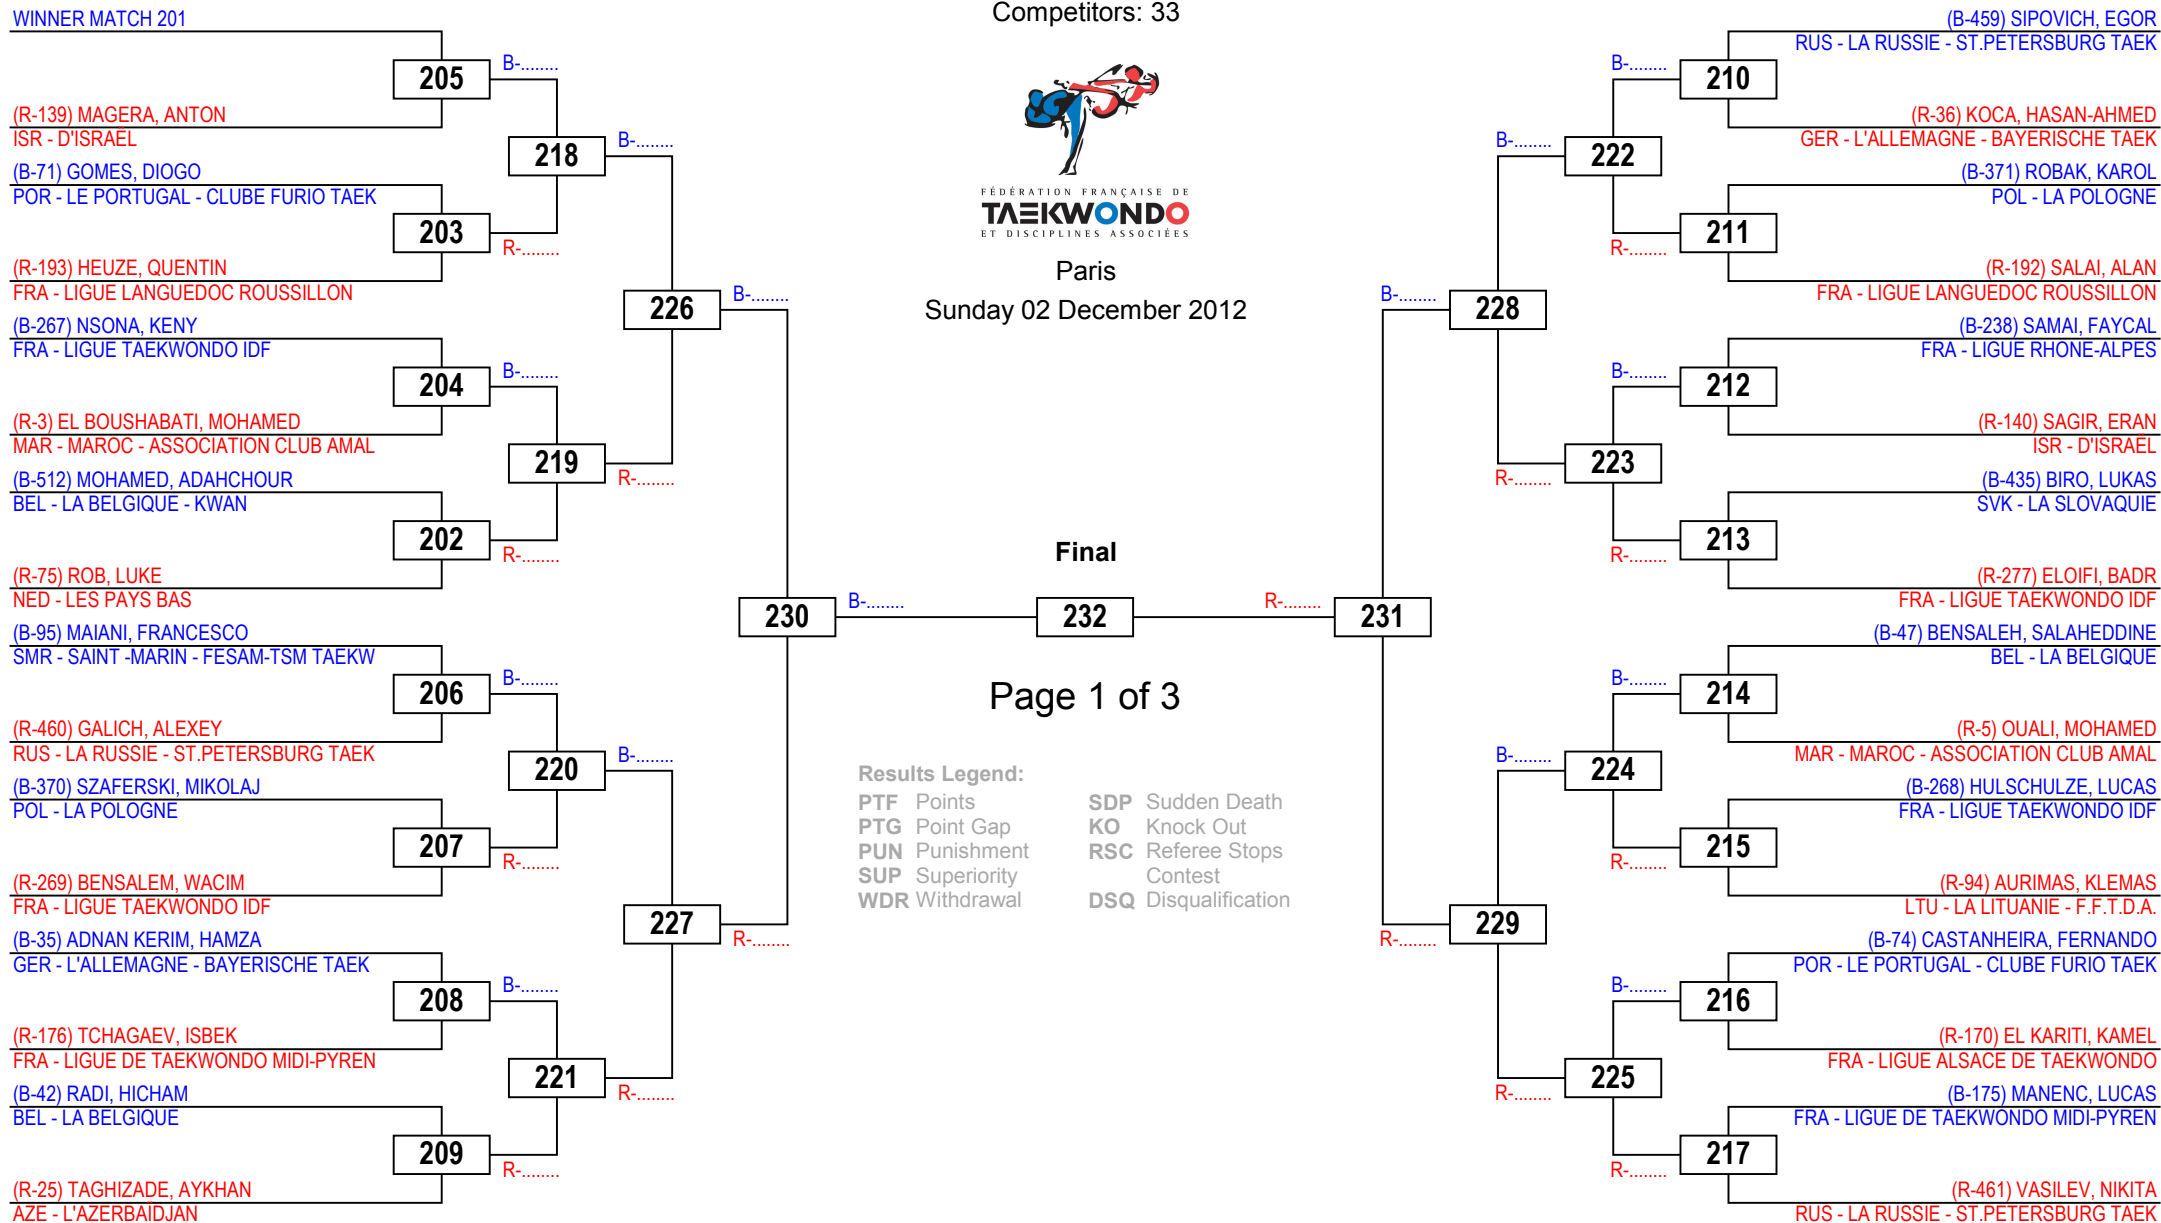 Competitors: 33
FÉDÉRATION FRANÇAISE DE
TAEKWONDO
ET DISCIPLINES ASSOCIÉES
Paris
Sunday 02 December 2012
WINNER MATCH 201
205
B-........
(R-139) MAGERA, ANTON
ISR - D'ISRAËL
218
B-........
(B-71) GOMES, DIOGO
POR - LE PORTUGAL - CLUBE FURIO TAEK
203
R-........
(R-193) HEUZE, QUENTIN
FRA - LIGUE LANGUEDOC ROUSSILLON
226
B-........
(B-267) NSONA, KENY
FRA - LIGUE TAEKWONDO IDF
204
B-........
(R-3) EL BOUSHABATI, MOHAMED
MAR - MAROC - ASSOCIATION CLUB AMAL
219
R-........
(B-512) MOHAMED, ADAHCHOUR
BEL - LA BELGIQUE - KWAN
202
R-........
(R-75) ROB, LUKE
NED - LES PAYS BAS
230
B-........
(B-95) MAIANI, FRANCESCO
SMR - SAINT -MARIN - FESAM-TSM TAEKW
206
B-........
(R-460) GALICH, ALEXEY
RUS - LA RUSSIE - ST.PETERSBURG TAEK
220
B-........
(B-370) SZAFERSKI, MIKOLAJ
POL - LA POLOGNE
207
R-........
(R-269) BENSALEM, WACIM
FRA - LIGUE TAEKWONDO IDF
227
R-........
(B-35) ADNAN KERIM, HAMZA
GER - L'ALLEMAGNE - BAYERISCHE TAEK
208
B-........
(R-176) TCHAGAEV, ISBEK
FRA - LIGUE DE TAEKWONDO MIDI-PYREN
221
R-........
(B-42) RADI, HICHAM
BEL - LA BELGIQUE
209
R-........
(R-25) TAGHIZADE, AYKHAN
AZE - L'AZERBAÏDJAN
Final
232
Page 1 of 3
Results Legend:
PTF Points
PTG Point Gap
PUN Punishment
SUP Superiority
WDR Withdrawal
SDP Sudden Death
KO Knock Out
RSC Referee Stops
Contest
DSQ Disqualification
(B-459) SIPOVICH, EGOR
RUS - LA RUSSIE - ST.PETERSBURG TAEK
B-........
210
(R-36) KOCA, HASAN-AHMED
GER - L'ALLEMAGNE - BAYERISCHE TAEK
B-........
222
(B-371) ROBAK, KAROL
POL - LA POLOGNE
R-........
211
(R-192) SALAI, ALAN
FRA - LIGUE LANGUEDOC ROUSSILLON
B-........
228
(B-238) SAMAI, FAYCAL
FRA - LIGUE RHONE-ALPES
B-........
212
(R-140) SAGIR, ERAN
ISR - D'ISRAËL
R-........
223
(B-435) BIRO, LUKAS
SVK - LA SLOVAQUIE
R-........
213
(R-277) ELOIFI, BADR
FRA - LIGUE TAEKWONDO IDF
R-........
231
(B-47) BENSALEH, SALAHEDDINE
BEL - LA BELGIQUE
B-........
214
(R-5) OUALI, MOHAMED
MAR - MAROC - ASSOCIATION CLUB AMAL
B-........
224
(B-268) HULSCHULZE, LUCAS
FRA - LIGUE TAEKWONDO IDF
R-........
215
(R-94) AURIMAS, KLEMAS
LTU - LA LITUANIE - F.F.T.D.A.
R-........
229
(B-74) CASTANHEIRA, FERNANDO
POR - LE PORTUGAL - CLUBE FURIO TAEK
B-........
216
(R-170) EL KARITI, KAMEL
FRA - LIGUE ALSACE DE TAEKWONDO
R-........
225
(B-175) MANENC, LUCAS
FRA - LIGUE DE TAEKWONDO MIDI-PYREN
R-........
217
(R-461) VASILEV, NIKITA
RUS - LA RUSSIE - ST.PETERSBURG TAEK